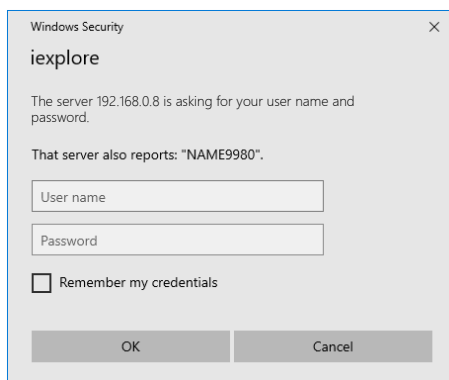 Windows Security
iexplore
The server 192.168.0.8 is asking for your user name and
password.
That server also reports: "NAME9980".
User name
Password
Remember my credentials
OK Cancel